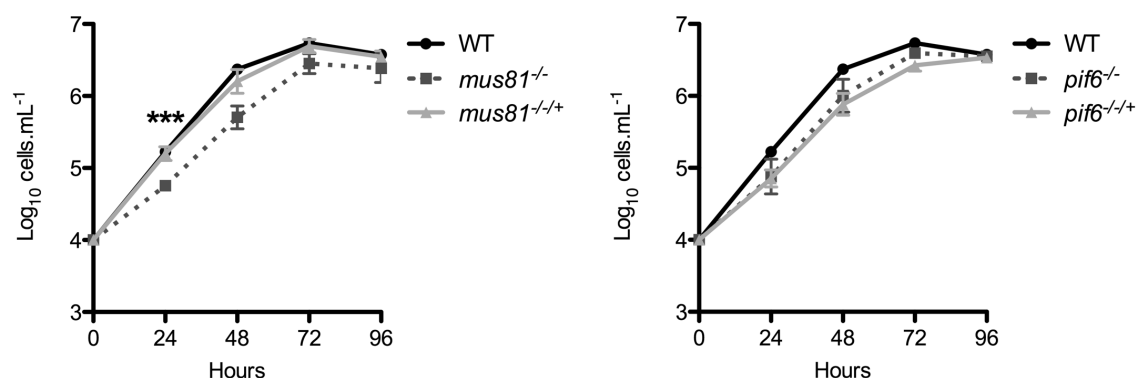 7
6
5
4
3
Log10 cells.mL-1
***
0
24
48
72
96
Hours
WT
mus81-/-
mus81-/-/+
7
6
5
4
3
Log10 cells.mL-1
0
24
48
72
96
Hours
WT
pif6-/-
pif6-/-/+